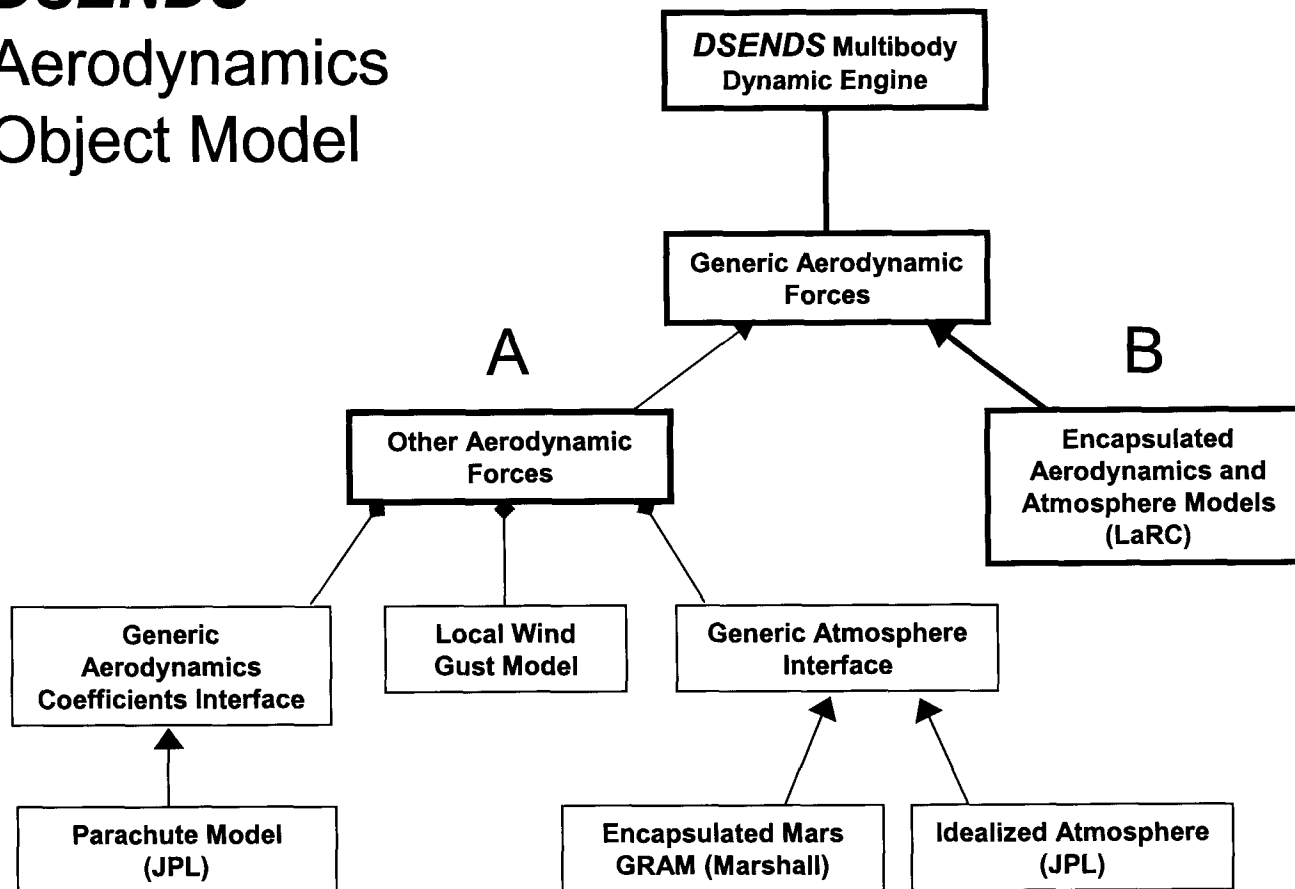 DSENDS
Aerodynamics
Object Model
DSENDS Multibody
Dynamic Engine
Generic Aerodynamic
Forces
A
B
Other Aerodynamic
Forces
Encapsulated
Aerodynamics and
Atmosphere Models
(LaRC)
Generic
Aerodynamics
Coefficients Interface
Local Wind
Gust Model
Generic Atmosphere
Interface
Parachute Model
(JPL)
Encapsulated Mars
GRAM (Marshall)
Idealized Atmosphere
(JPL)